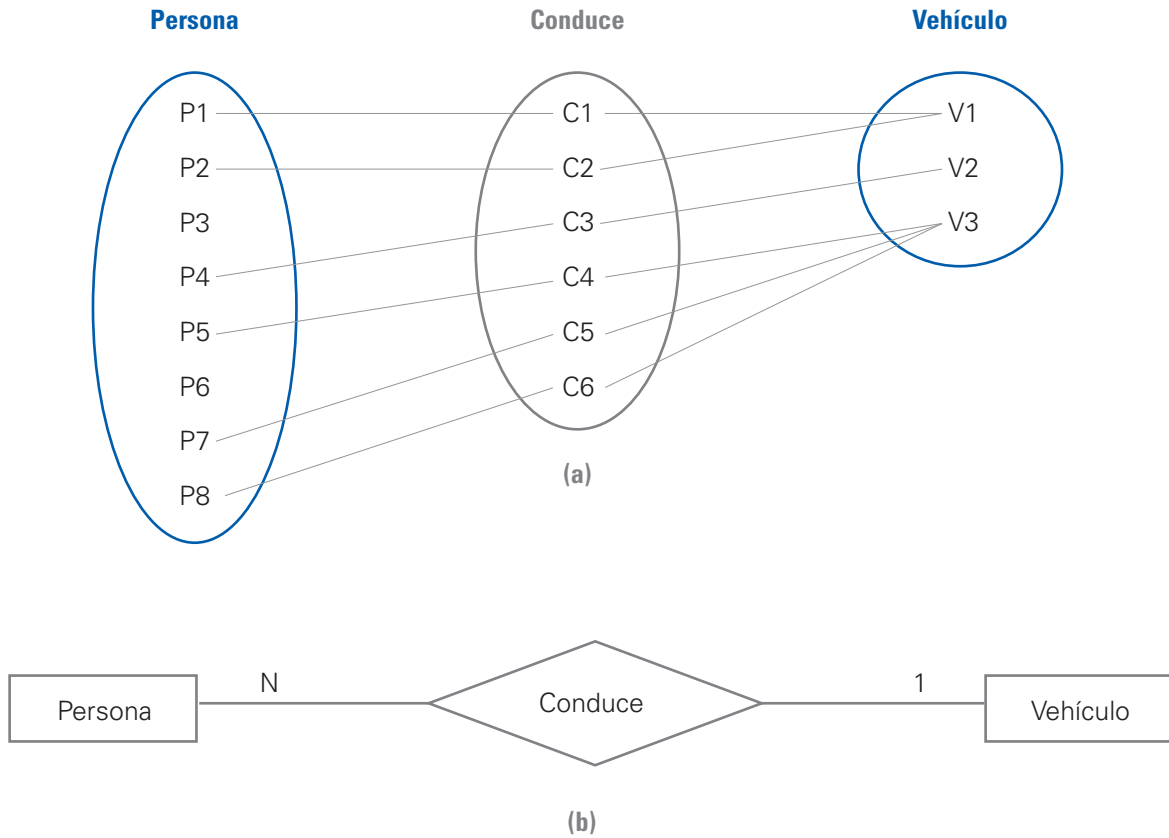 Persona Conduce Vehículo
P1 C1 V1
P2 C2 V2
P3 C3 V3
P4 C4
P5 C5
P6 C6
P7
P8
(a)
Persona N Conduce 1 Vehículo
(b)